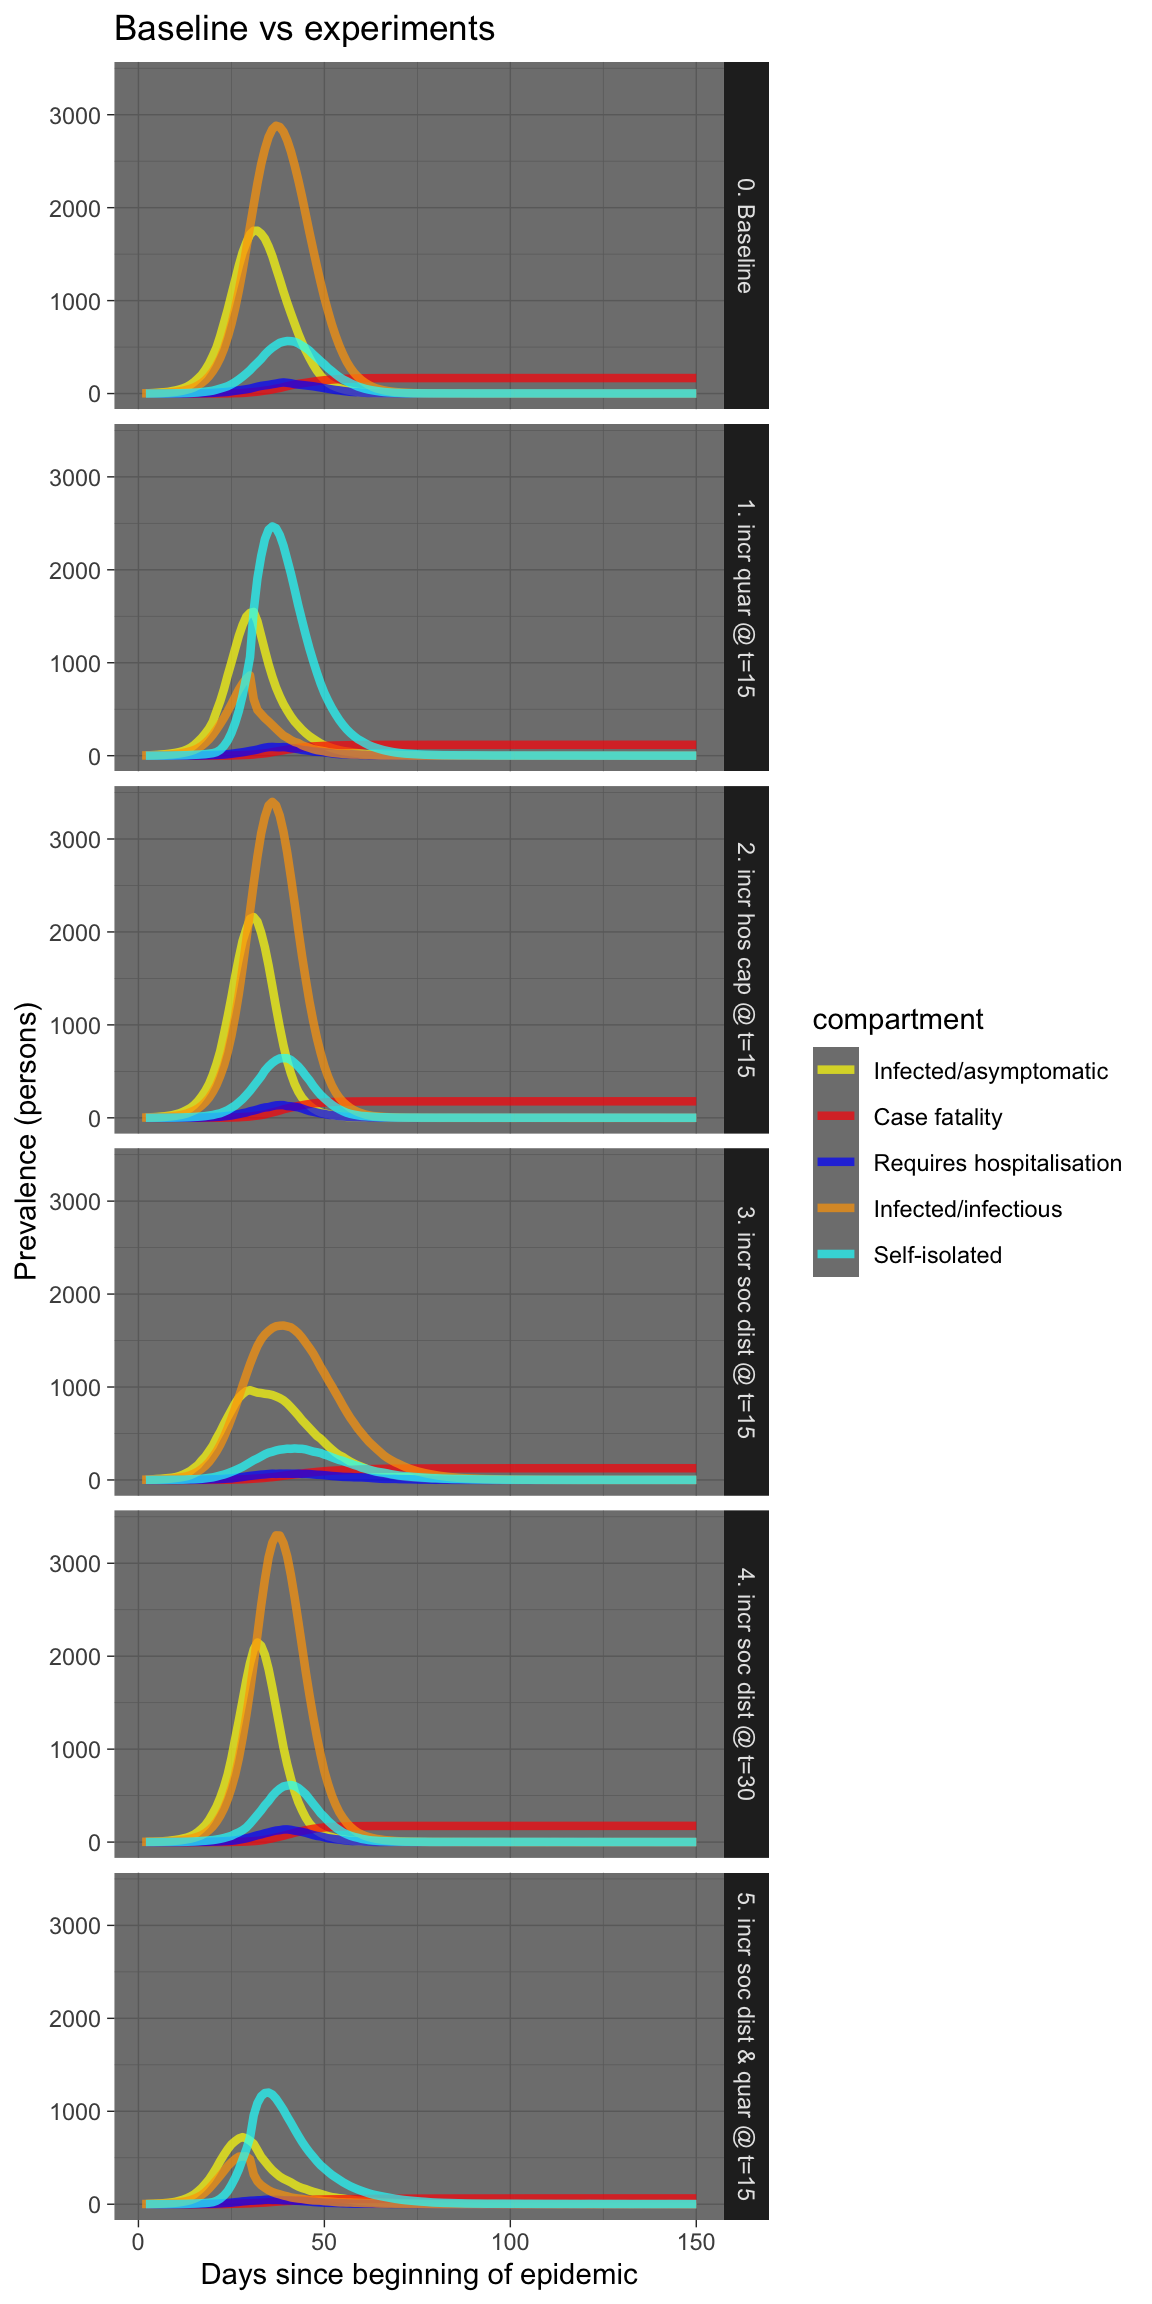 Baseline vs experiments
Prevalence (persons)
3000
2000
1000
0
0. Baseline
3000
2000
1000
0
1. incr quar @ t=15
3000
2000
1000
0
2. incr hos cap @ t=15
3000
2000
1000
0
3. incr soc dist @ t=15
3000
2000
1000
0
4. incr soc dist @ t=30
3000
2000
1000
0
5. incr soc dist & quar @ t=15
0
50
100
150
Days since beginning of epidemic
compartment
Infected/asymptomatic
Case fatality
Requires hospitalisation
Infected/infectious
Self-isolated